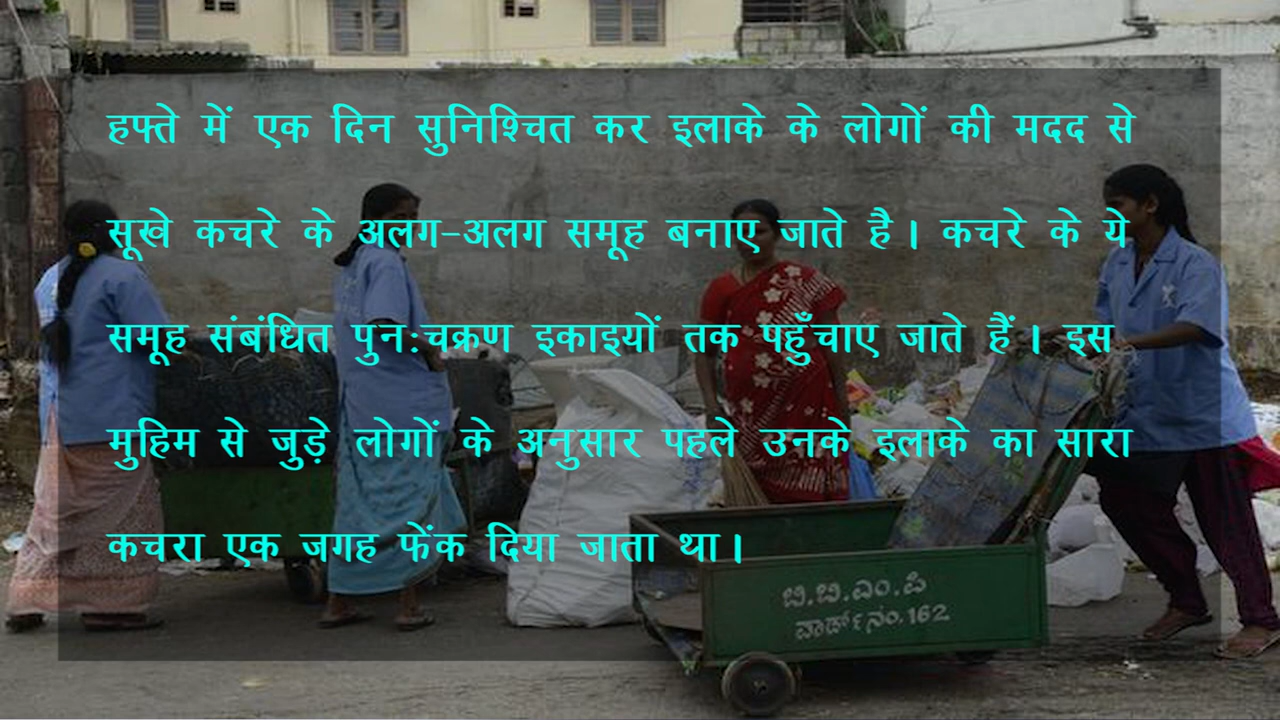 हफ्ते में एक दिन सुनिश्चित कर इलाके के लोगों की मदद से
सूखे कचरे के अलग-अलग समूह बनाए जाते है। कचरे के ये
समूह संबंधित पुन:चक्रण इकाइयों तक पहुँचाए जाते हैं। इस
मुहिम से जुड़े लोगों के अनुसार पहले उनके इलाके का सारा
कचरा एक जगह फेंक दिया जाता था।
ಬಿ.ಬಿ.ಎಂ.ಪಿ
ವಾರ್ಡ್ ನಂ.162